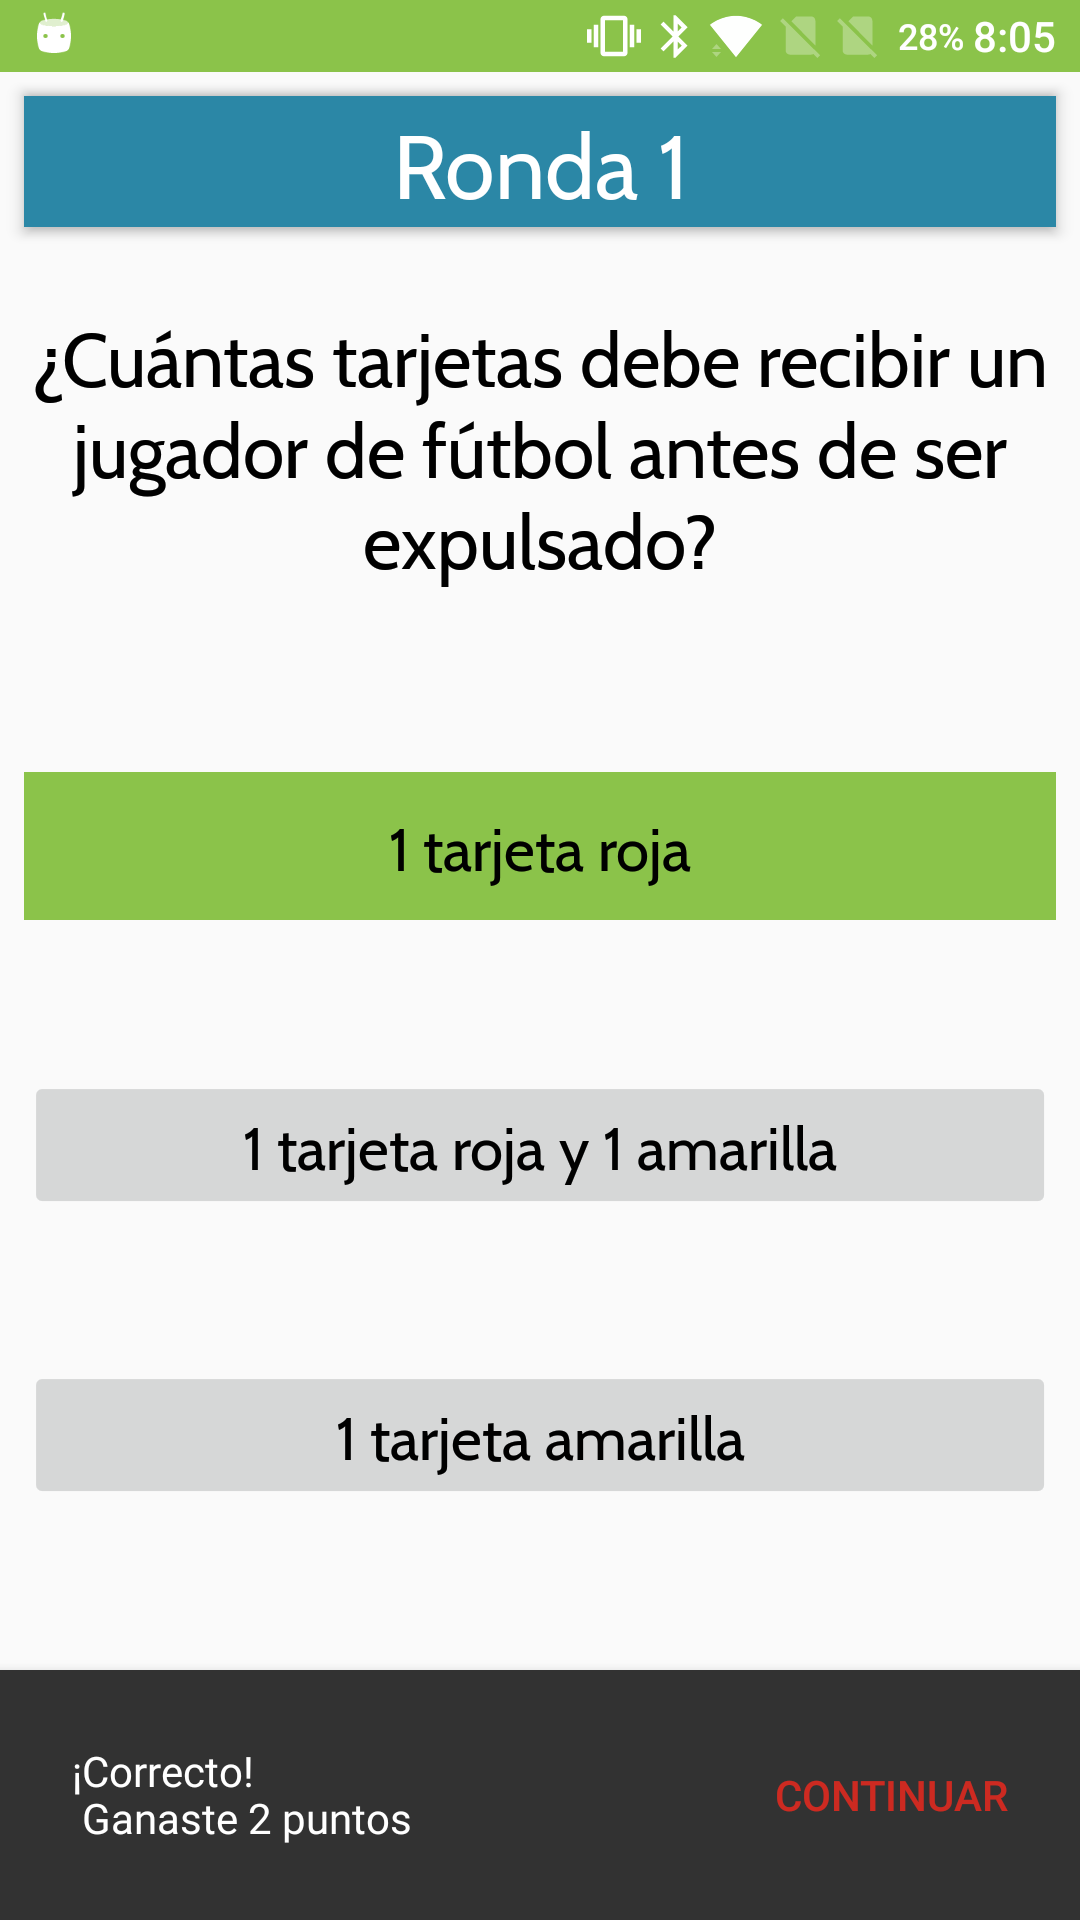 28% 8:05
Ronda 1
¿Cuántas tarjetas debe recibir un
jugador de fútbol antes de ser
expulsado?
1 tarjeta roja
1 tarjeta roja y 1 amarilla
1 tarjeta amarilla
¡Correcto!
Ganaste 2 puntos
CONTINUAR